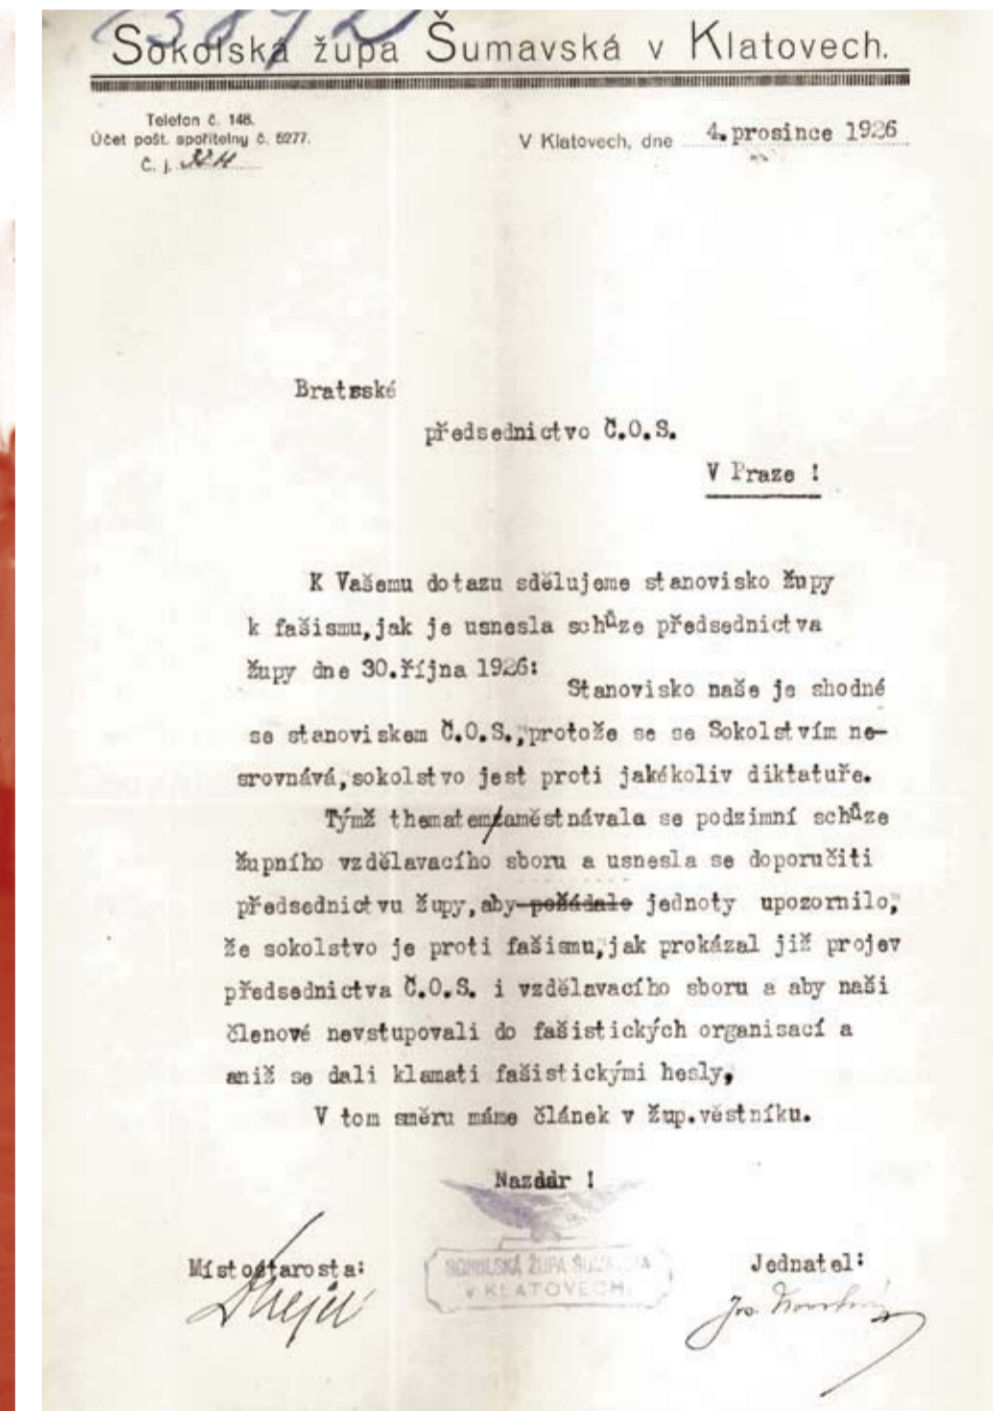 Sokolská župa Šumavská v Klatovech.
Telefon č. 148.
Účet pošt. spořitelny č. 5277.
Č. j.
V Klatovech, dne 4.prosince 1926
Bratrské
předsednictvo Č.O.S.
V Praze !
K Vašemu dotazu sdělujeme stanovisko župy
k fašismu,jak je usnesla schůze předsednictva
župy dne 30.října 1926:
Stanovisko naše je shodné
se stanoviskem Č.O.S.,protože se se Sokolstvím ne-
srovnává,sokolstvo jest proti jakékoliv diktatuře.
Týmž thematem/zaměstnávala se podzimní schůze
župního vzdělavacího sboru a usnesla se doporučiti
předsednictvu župy,aby požádalo jednoty upozornilo,
že sokolstvo je proti fašismu,jak prokázal již projev
předsednictva Č.O.S. i vzdělavacího sboru a aby naši
členové nevstupovali do fašistických organisací a
aniž se dali klamati fašistickými hesly,
V tom směru máme článek v žup.věstníku.
Nazdar !
Místostarosta:
Jednatel:
SOKOLSKÁ ŽUPA ŠUMAVSKÁ
V KLATOVECH.
Jos.